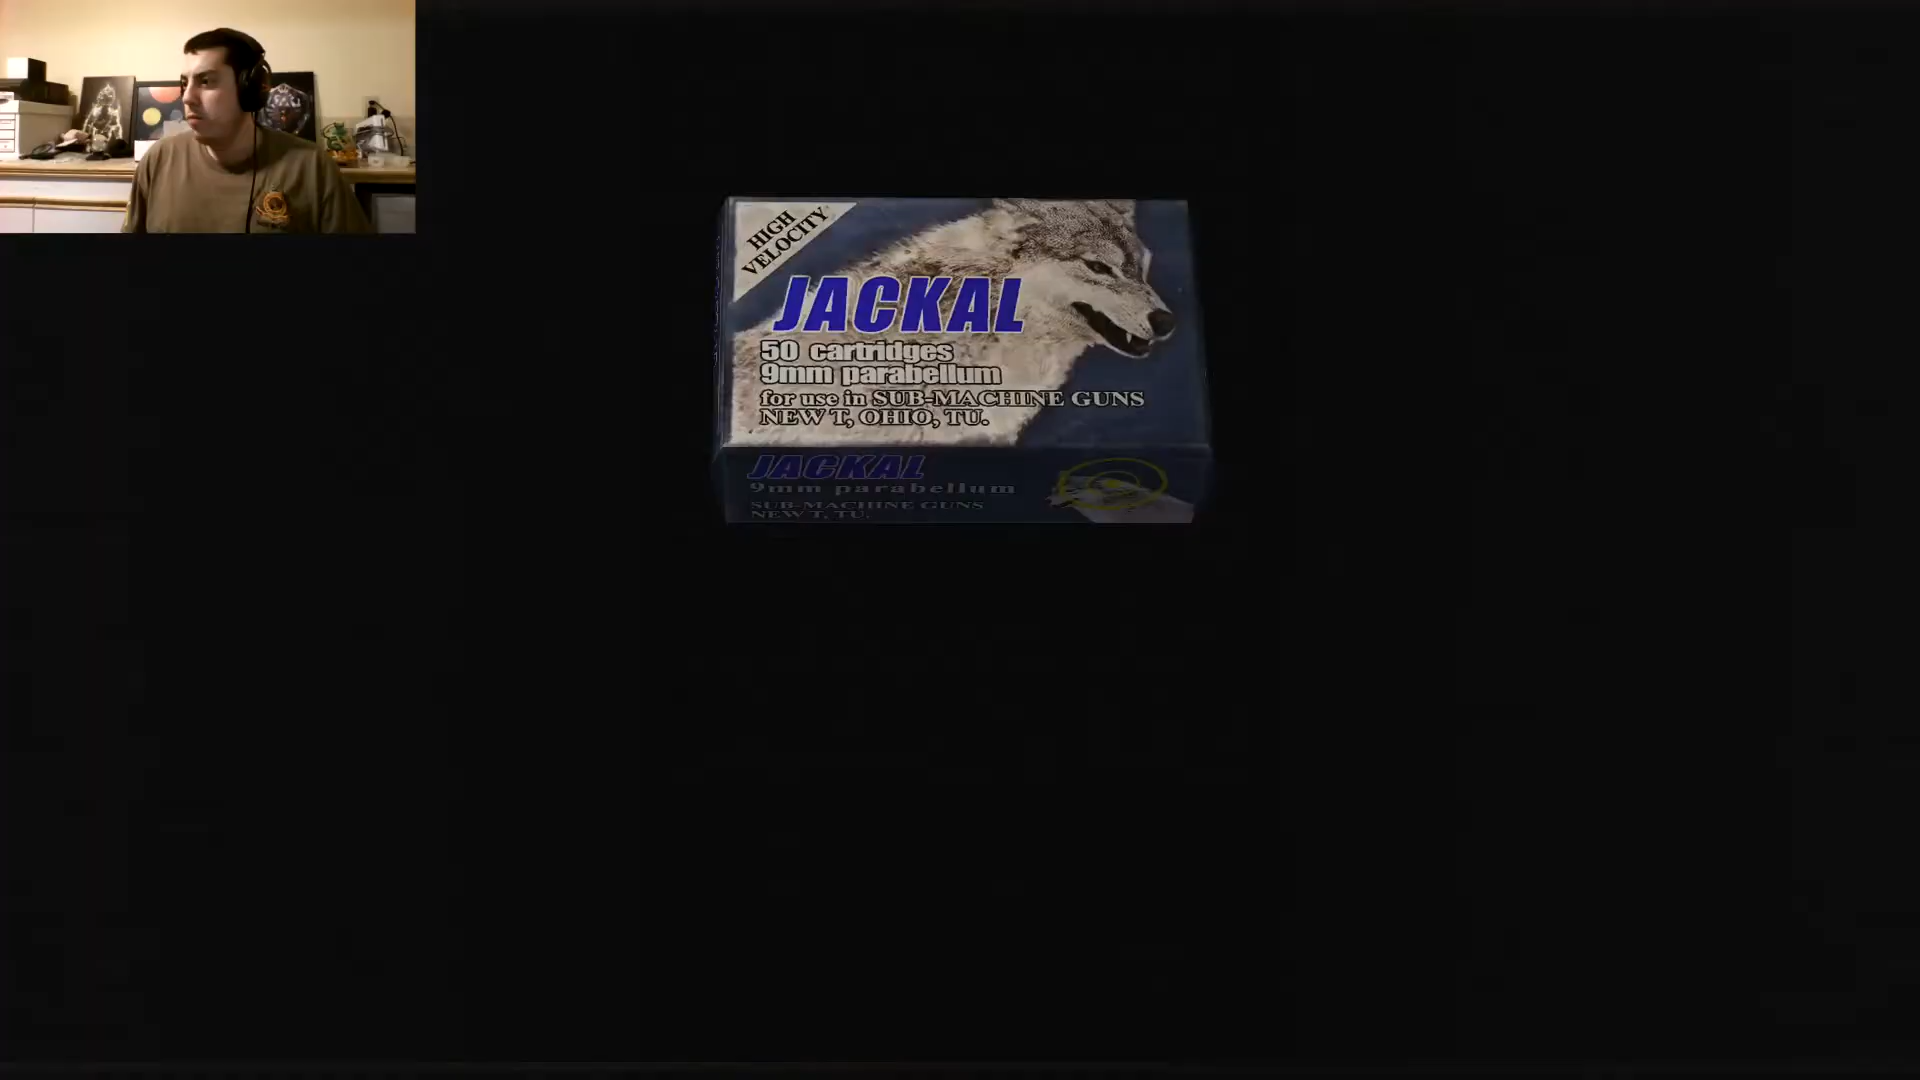 HIGH
VELOCITY
JACKAL
50 cartridges
9mm parabellum
for use in SUB-MACHINE GUNS
NEW T, OHIO, TU.
JACKAL
9mm parabellum
SUB-MACHINE GUNS
NEW T, TU.